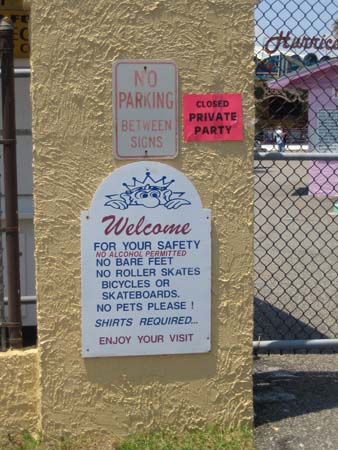 NO
PARKING
BETWEEN
SIGNS
CLOSED
PRIVATE
PARTY
Welcome
FOR YOUR SAFETY
NO ALCOHOL PERMITTED
NO BARE FEET
NO ROLLER SKATES
BICYCLES OR
SKATEBOARDS.
NO PETS PLEASE !
SHIRTS REQUIRED...
ENJOY YOUR VISIT
Hurrica